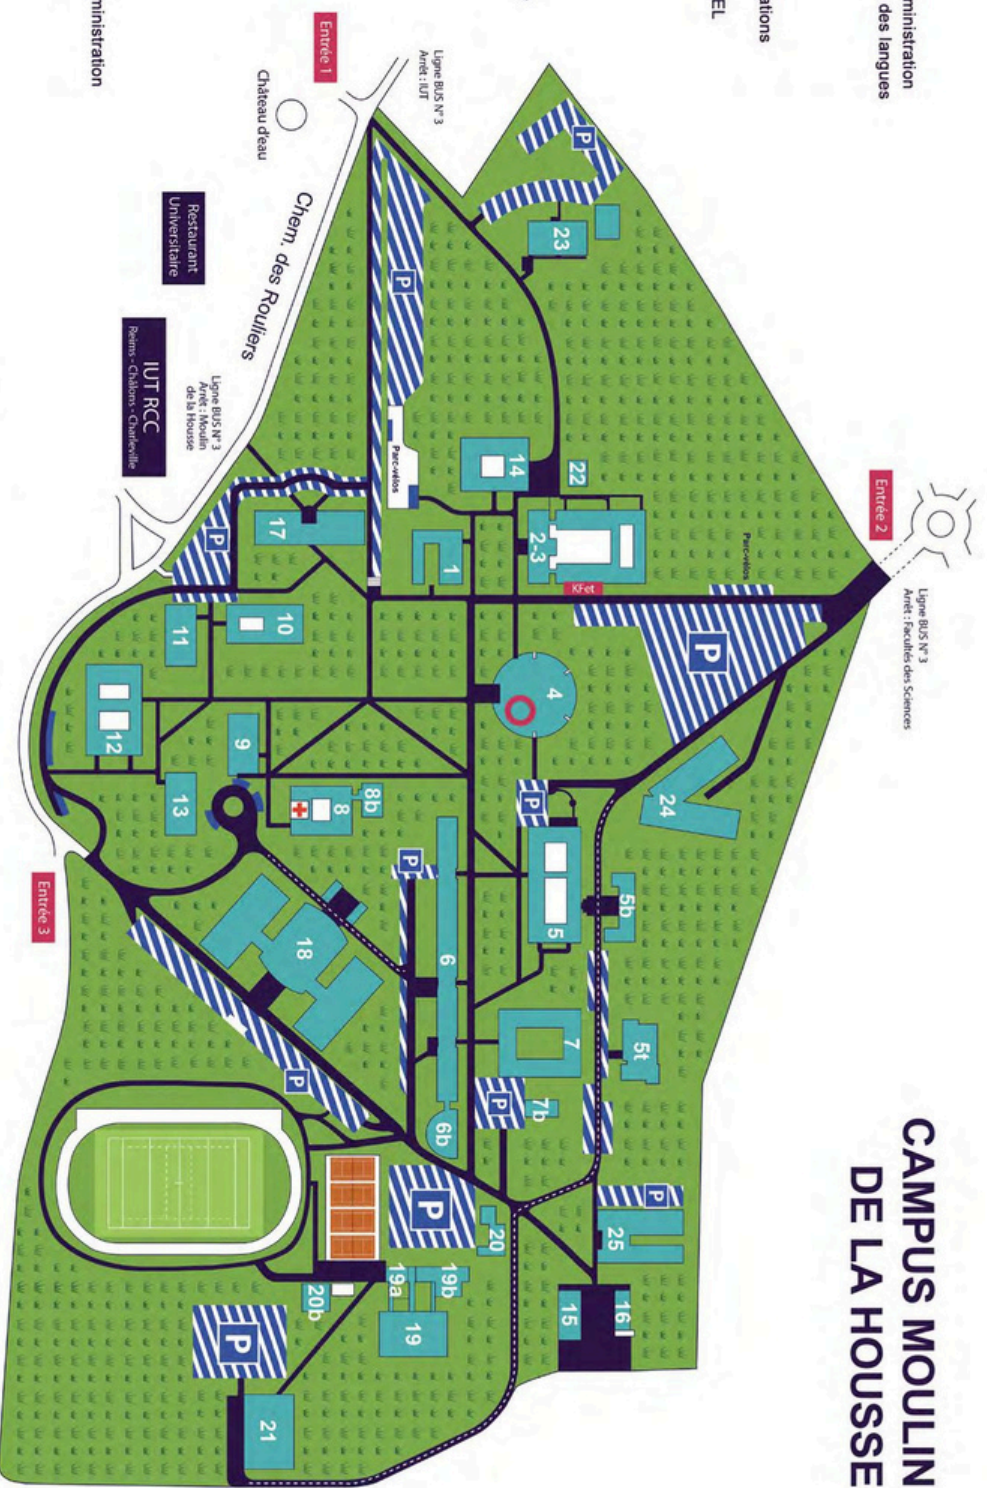 CAMPUS MOULIN
DE LA HOUSSE
ministration
des langues
ations
EL
ministration
Entrée 1
Château d'eau
Ligne BUS N° 3
Arrêt : IUT
Chem. des Rouliers
Restaurant
Universitaire
IUT RCC
Reims - Châlons - Charleville
Ligne BUS N° 3
Arrêt : Moulin
de la Housse
Entrée 2
Ligne BUS N° 3
Arrêt : Facultés des Sciences
Entrée 3
Parc-vélos
Parc-vélos
KFet
P
P
P
P
P
P
P
P
P
P
P
1
2-3
4
5
5b
5t
6
6b
7
7b
8
8b
9
10
11
12
13
14
15
16
17
18
19
19a
19b
20
20b
21
22
23
24
25